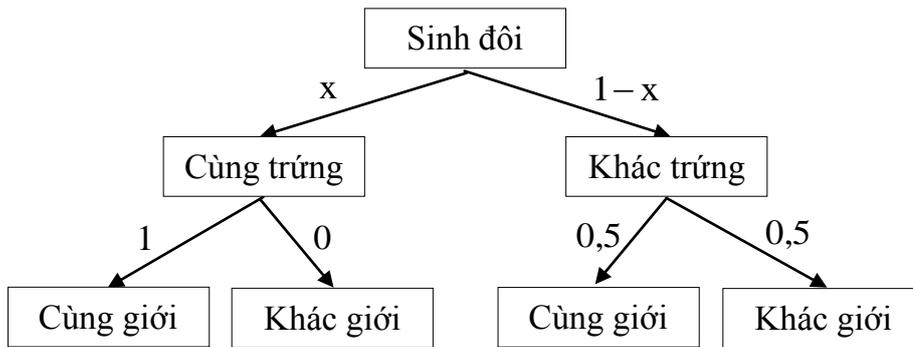 Sinh đôi
x 1 – x
Cùng trứng Khác trứng
1 0 0,5 0,5
Cùng giới Khác giới Cùng giới Khác giới